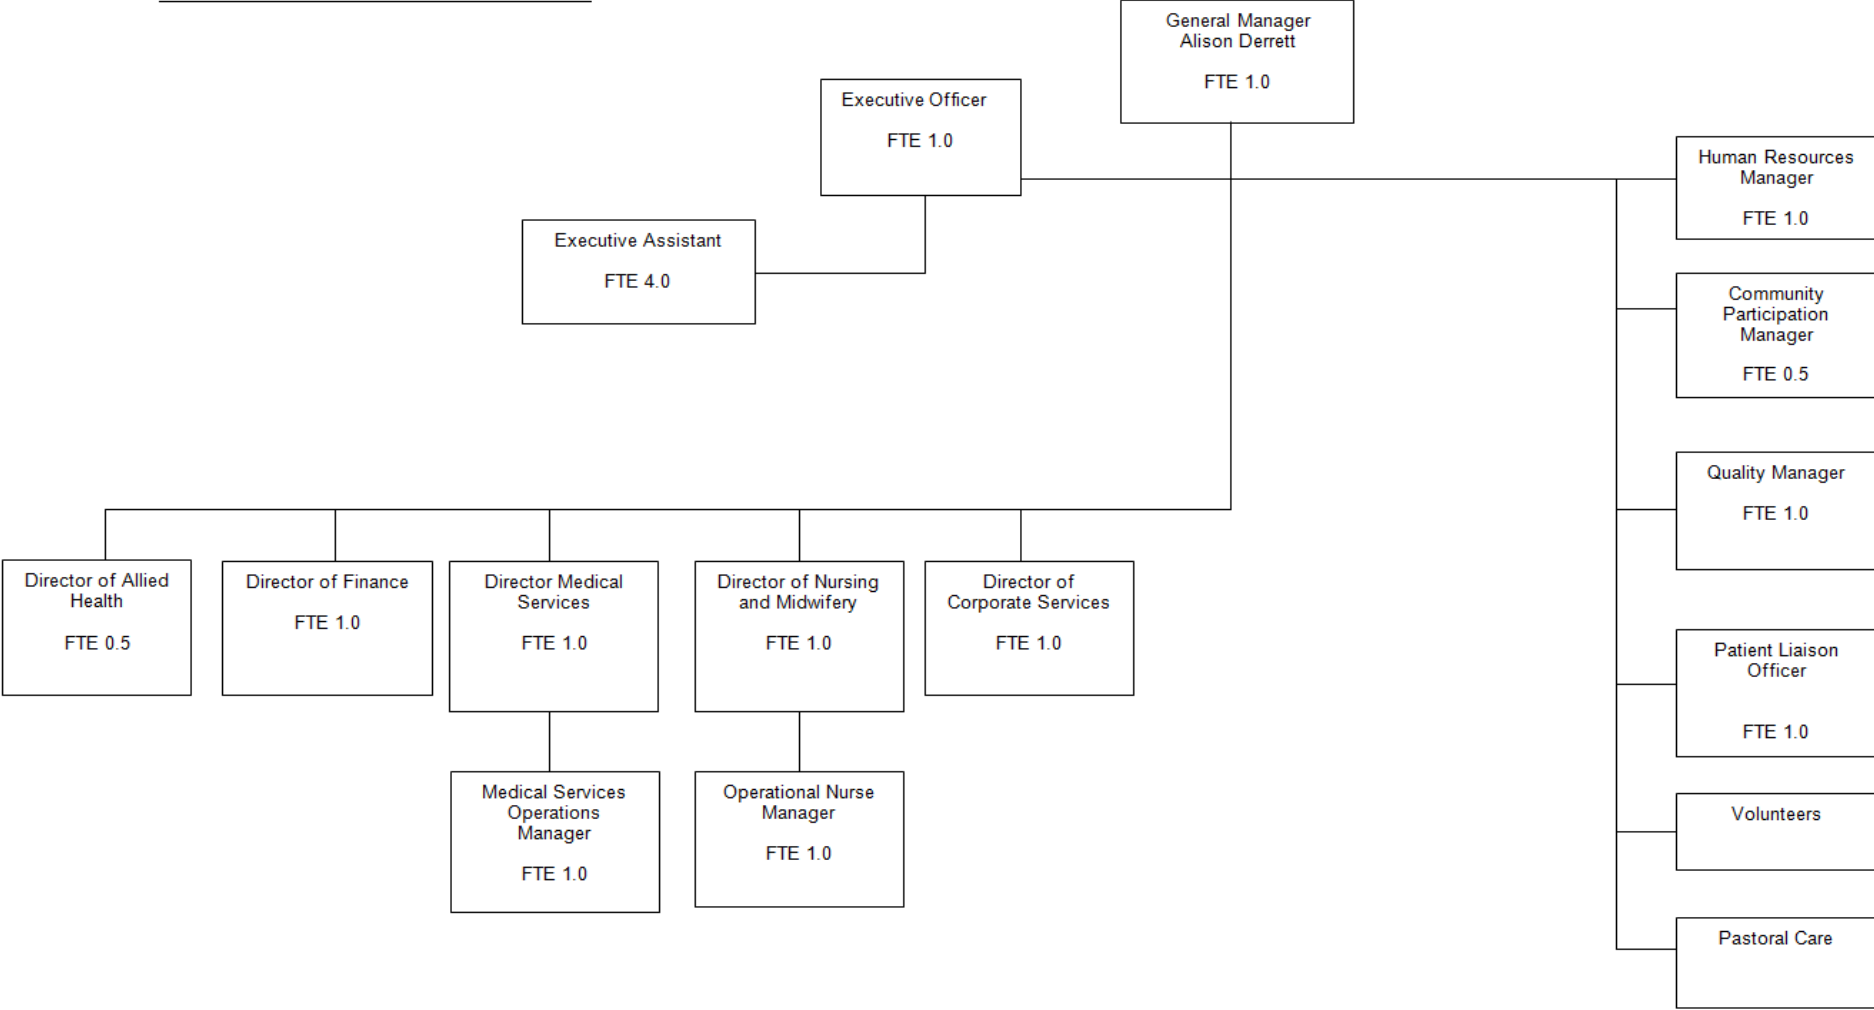 General Manager
Alison Derrett
FTE 1.0
Executive Officer
FTE 1.0
Human Resources
Manager
FTE 1.0
Executive Assistant
FTE 4.0
Community
Participation
Manager
FTE 0.5
Quality Manager
FTE 1.0
Director of Allied
Health
FTE 0.5
Director of Finance
FTE 1.0
Director Medical
Services
FTE 1.0
Director of Nursing
and Midwifery
FTE 1.0
Director of
Corporate Services
FTE 1.0
Patient Liaison
Officer
FTE 1.0
Medical Services
Operations
Manager
FTE 1.0
Operational Nurse
Manager
FTE 1.0
Volunteers
Pastoral Care